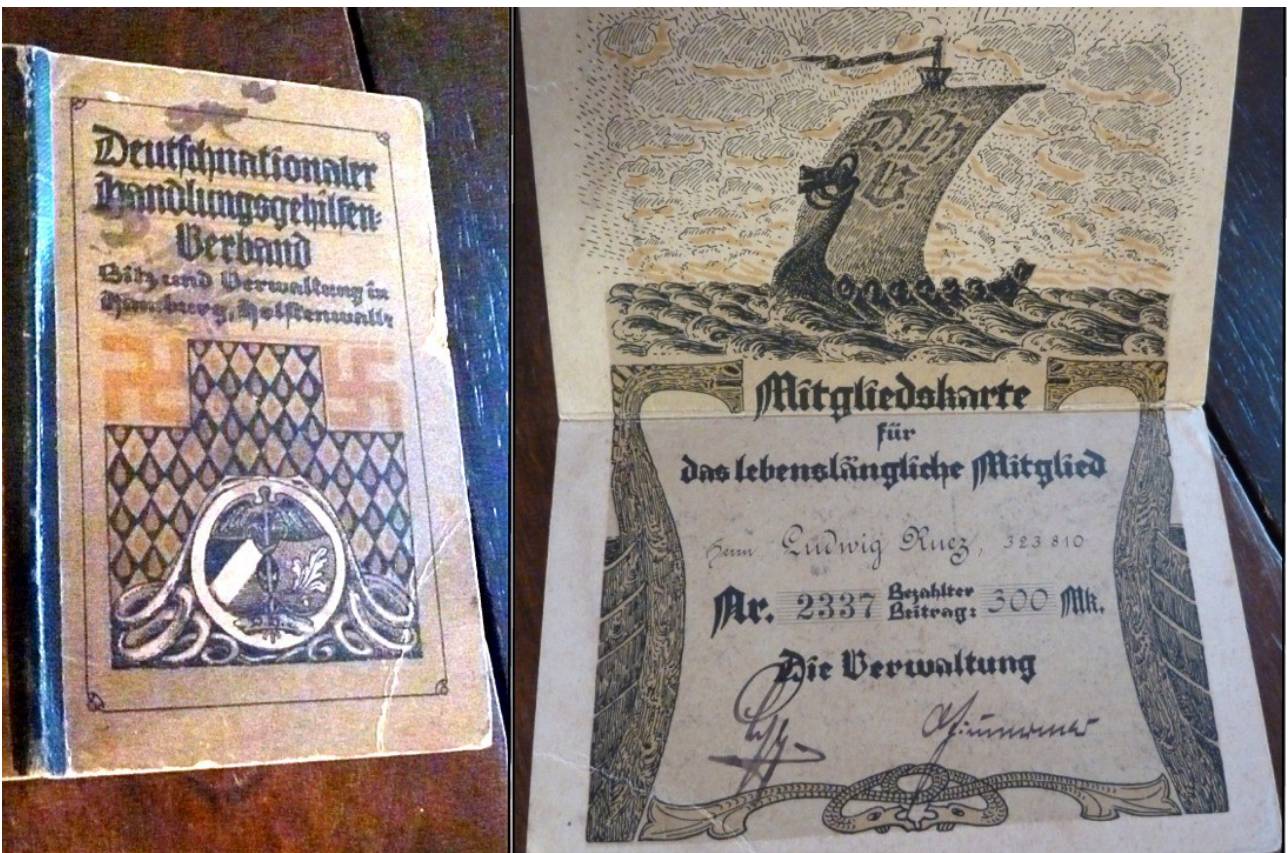 Deutschnationaler
Handlungsgehilfen-
Verband
Sitz und Verwaltung in
Hamburg, Holstenwall
D.h
V.
Mitgliedskarte
für
das lebenslängliche Mitglied
Herrn Ludwig Ruez, 323 810
Nr. 2337 Bezahlter Beitrag: 300 Mk.
Die Verwaltung